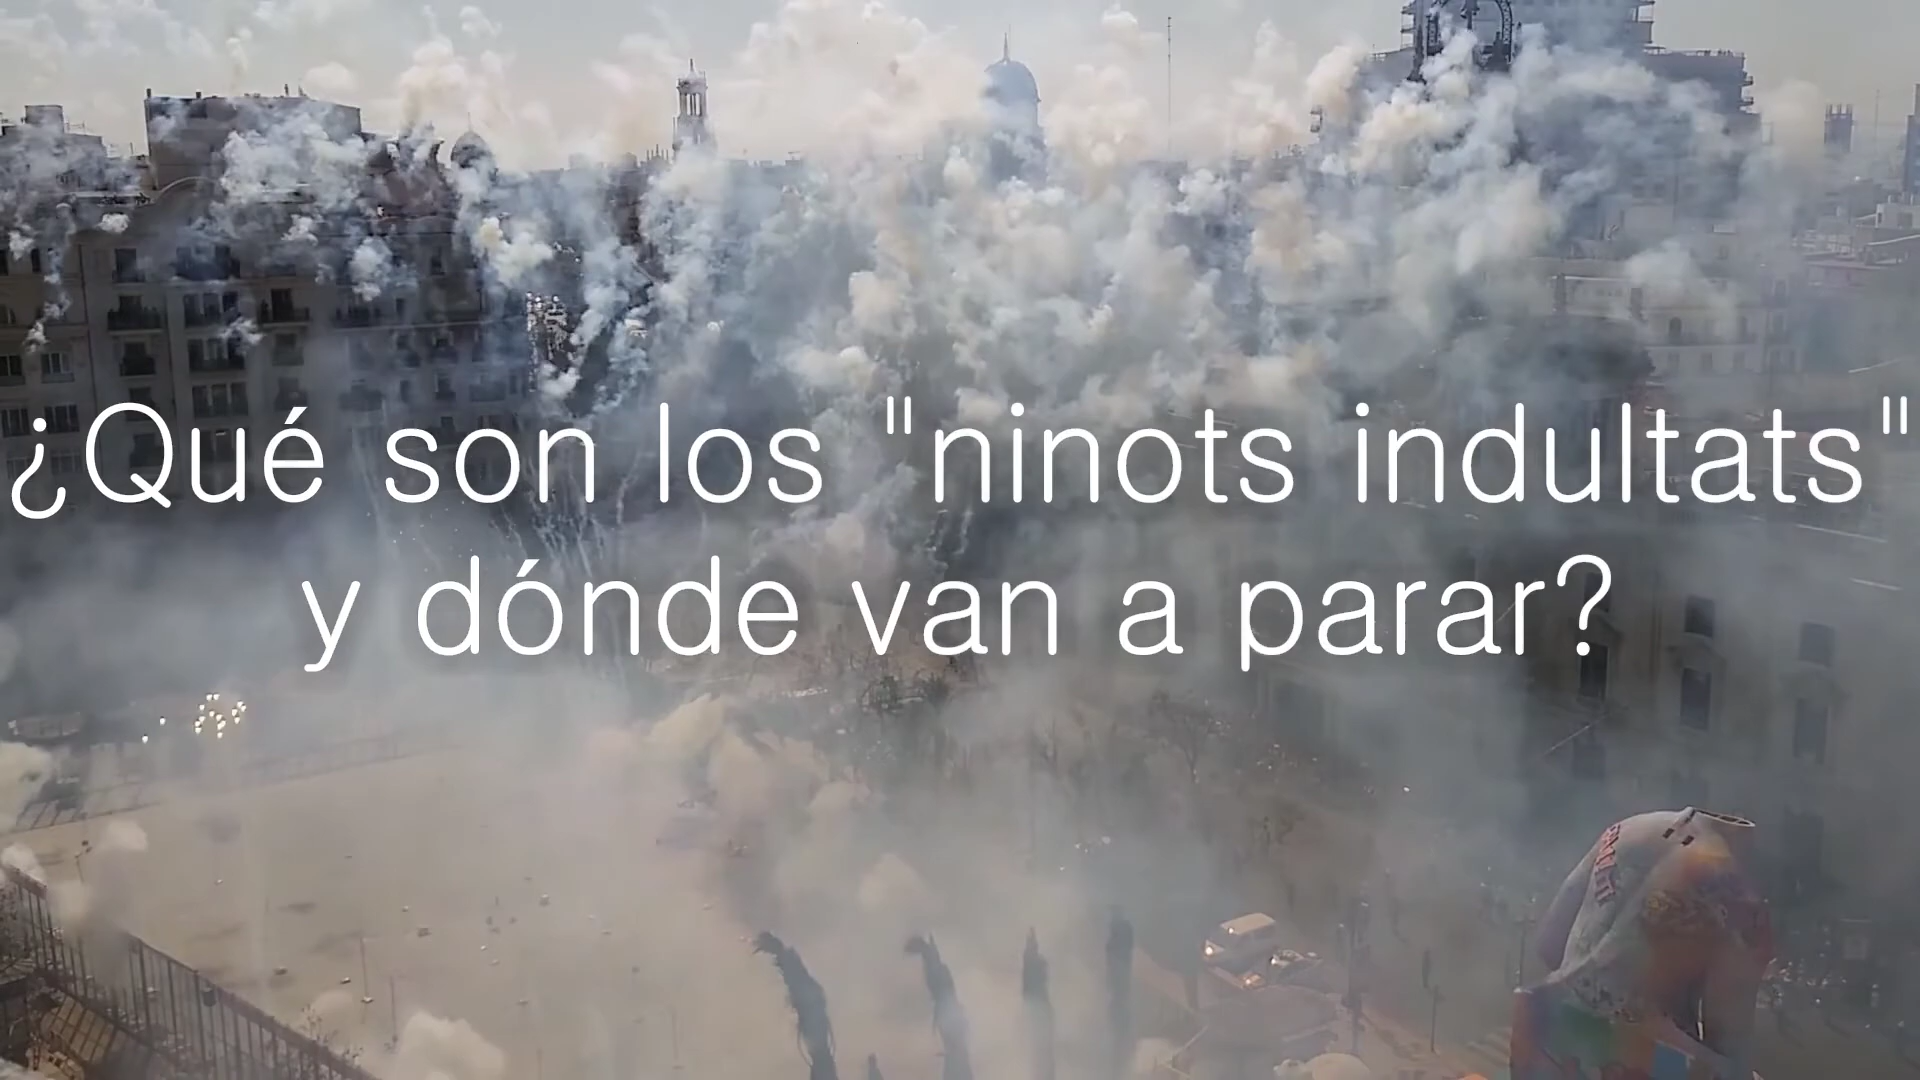 ¿Qué son los "ninots indultats"
y dónde van a parar?